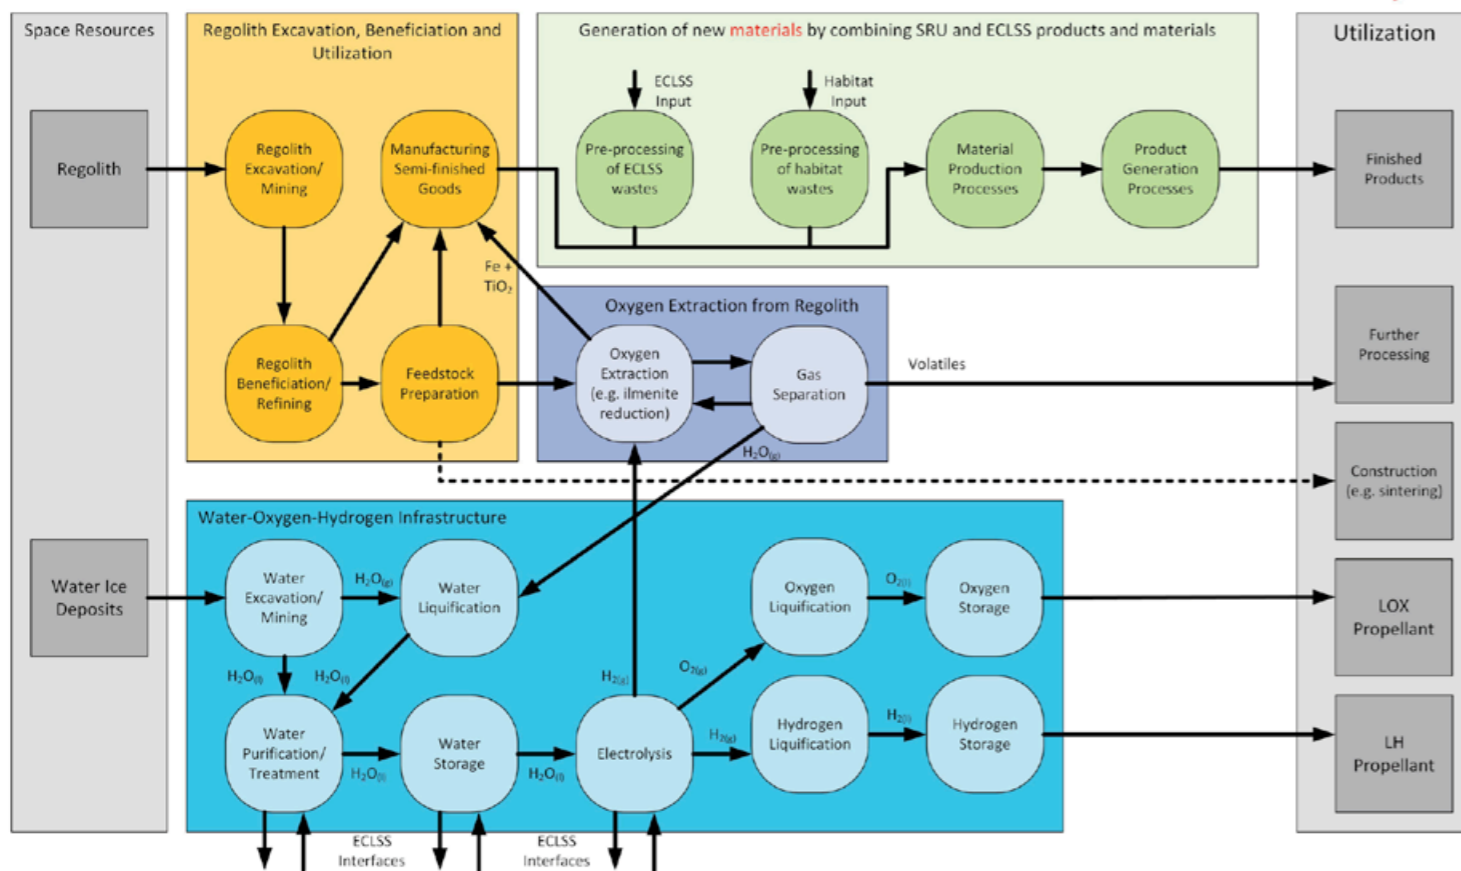 Space Resources
Regolith Excavation, Beneficiation and
Utilization
Generation of new materials by combining SRU and ECLSS products and materials
Utilization
ECLSS
Input
Habitat
Input
Regolith
Regolith
Excavation/
Mining
Manufacturing
Semi-finished
Goods
Pre-processing
of ECLSS
wastes
Pre-processing
of habitat
wastes
Material
Production
Processes
Product
Generation
Processes
Finished
Products
Fe +
TiO₂
Oxygen Extraction from Regolith
Regolith
Beneficiation/
Refining
Feedstock
Preparation
Oxygen
Extraction
(e.g. ilmenite
reduction)
Gas
Separation
Volatiles
Further
Processing
H₂O(g)
Construction
(e.g. sintering)
Water-Oxygen-Hydrogen Infrastructure
Water Ice
Deposits
Water
Excavation/
Mining
H₂O(g)
Water
Liquification
Oxygen
Liquification
O₂(l)
Oxygen
Storage
LOX
Propellant
H₂O(l)
H₂O(l)
H₂(g)
O₂(g)
Water
Purification/
Treatment
H₂O(l)
Water
Storage
H₂O(l)
Electrolysis
H₂(g)
Hydrogen
Liquification
H₂(l)
Hydrogen
Storage
LH
Propellant
ECLSS
Interfaces
ECLSS
Interfaces